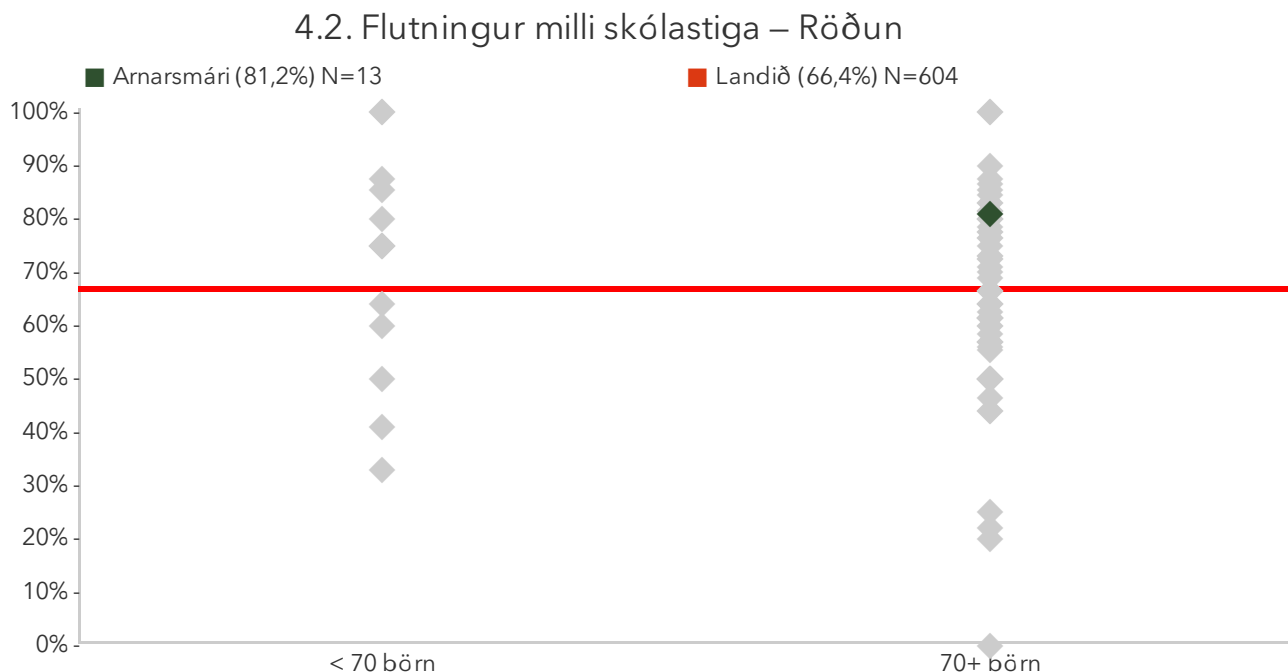 4.2. Flutningur milli skólastiga – Röðun
Arnarsmári (81,2%) N=13
Landið (66,4%) N=604
100%
90%
80%
70%
60%
50%
40%
30%
20%
10%
0%
< 70 börn
70+ börn